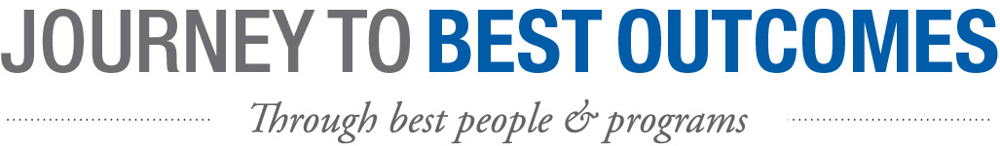 JOURNEY TO BEST OUTCOMES
Through best people & programs